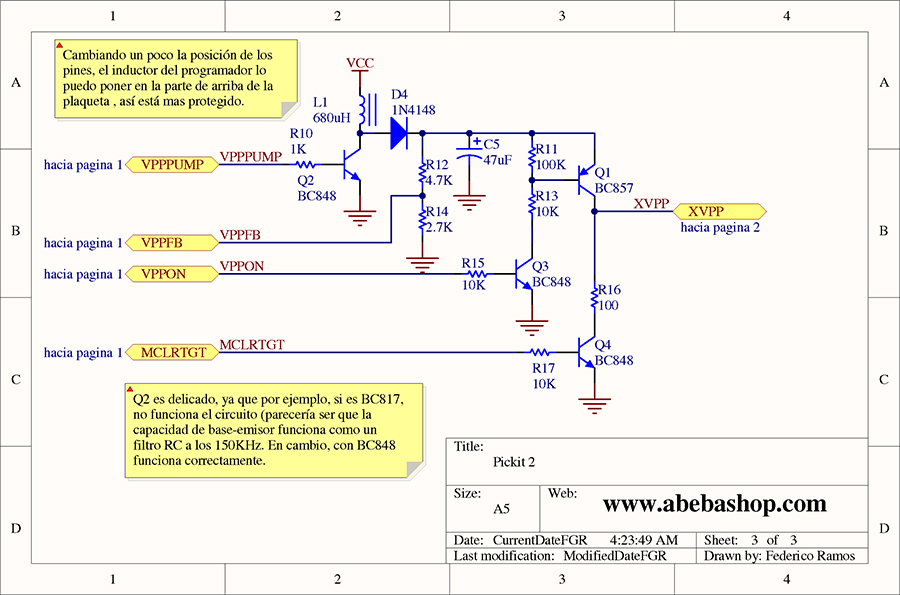 1 2 3 4
A A
Cambiando un poco la posición de los
pines, el inductor del programador lo
puedo poner en la parte de arriba de la
plaqueta , así está mas protegido.
VCC
L1
680uH
D4
1N4148
R10
1K
C5
47uF
R11
100K
hacia pagina 1 VPPPUMP VPPPUMP
Q2
BC848
R12
4.7K
Q1
BC857
R13
10K
R14
2.7K
XVPP XVPP
hacia pagina 2
B B
hacia pagina 1 VPPFB VPPFB
hacia pagina 1 VPPON VPPON
R15
10K
Q3
BC848
R16
100
hacia pagina 1 MCLRTGT MCLRTGT
R17
10K
Q4
BC848
C C
Q2 es delicado, ya que por ejemplo, si es BC817,
no funciona el circuito (parecería ser que la
capacidad de base-emisor funciona como un
filtro RC a los 150KHz. En cambio, con BC848
funciona correctamente.
Title:
Pickit 2
Size:
A5
Web:
www.abebashop.com
D D
Date: CurrentDateFGR 4:23:49 AM Sheet: 3 of 3
Last modification: ModifiedDateFGR Drawn by: Federico Ramos
1 2 3 4